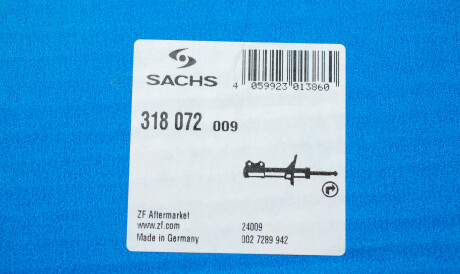 SACHS
4 059923 013860
318 072 009
ZF Aftermarket
www.zf.com 24009
Made in Germany 002 7289 942